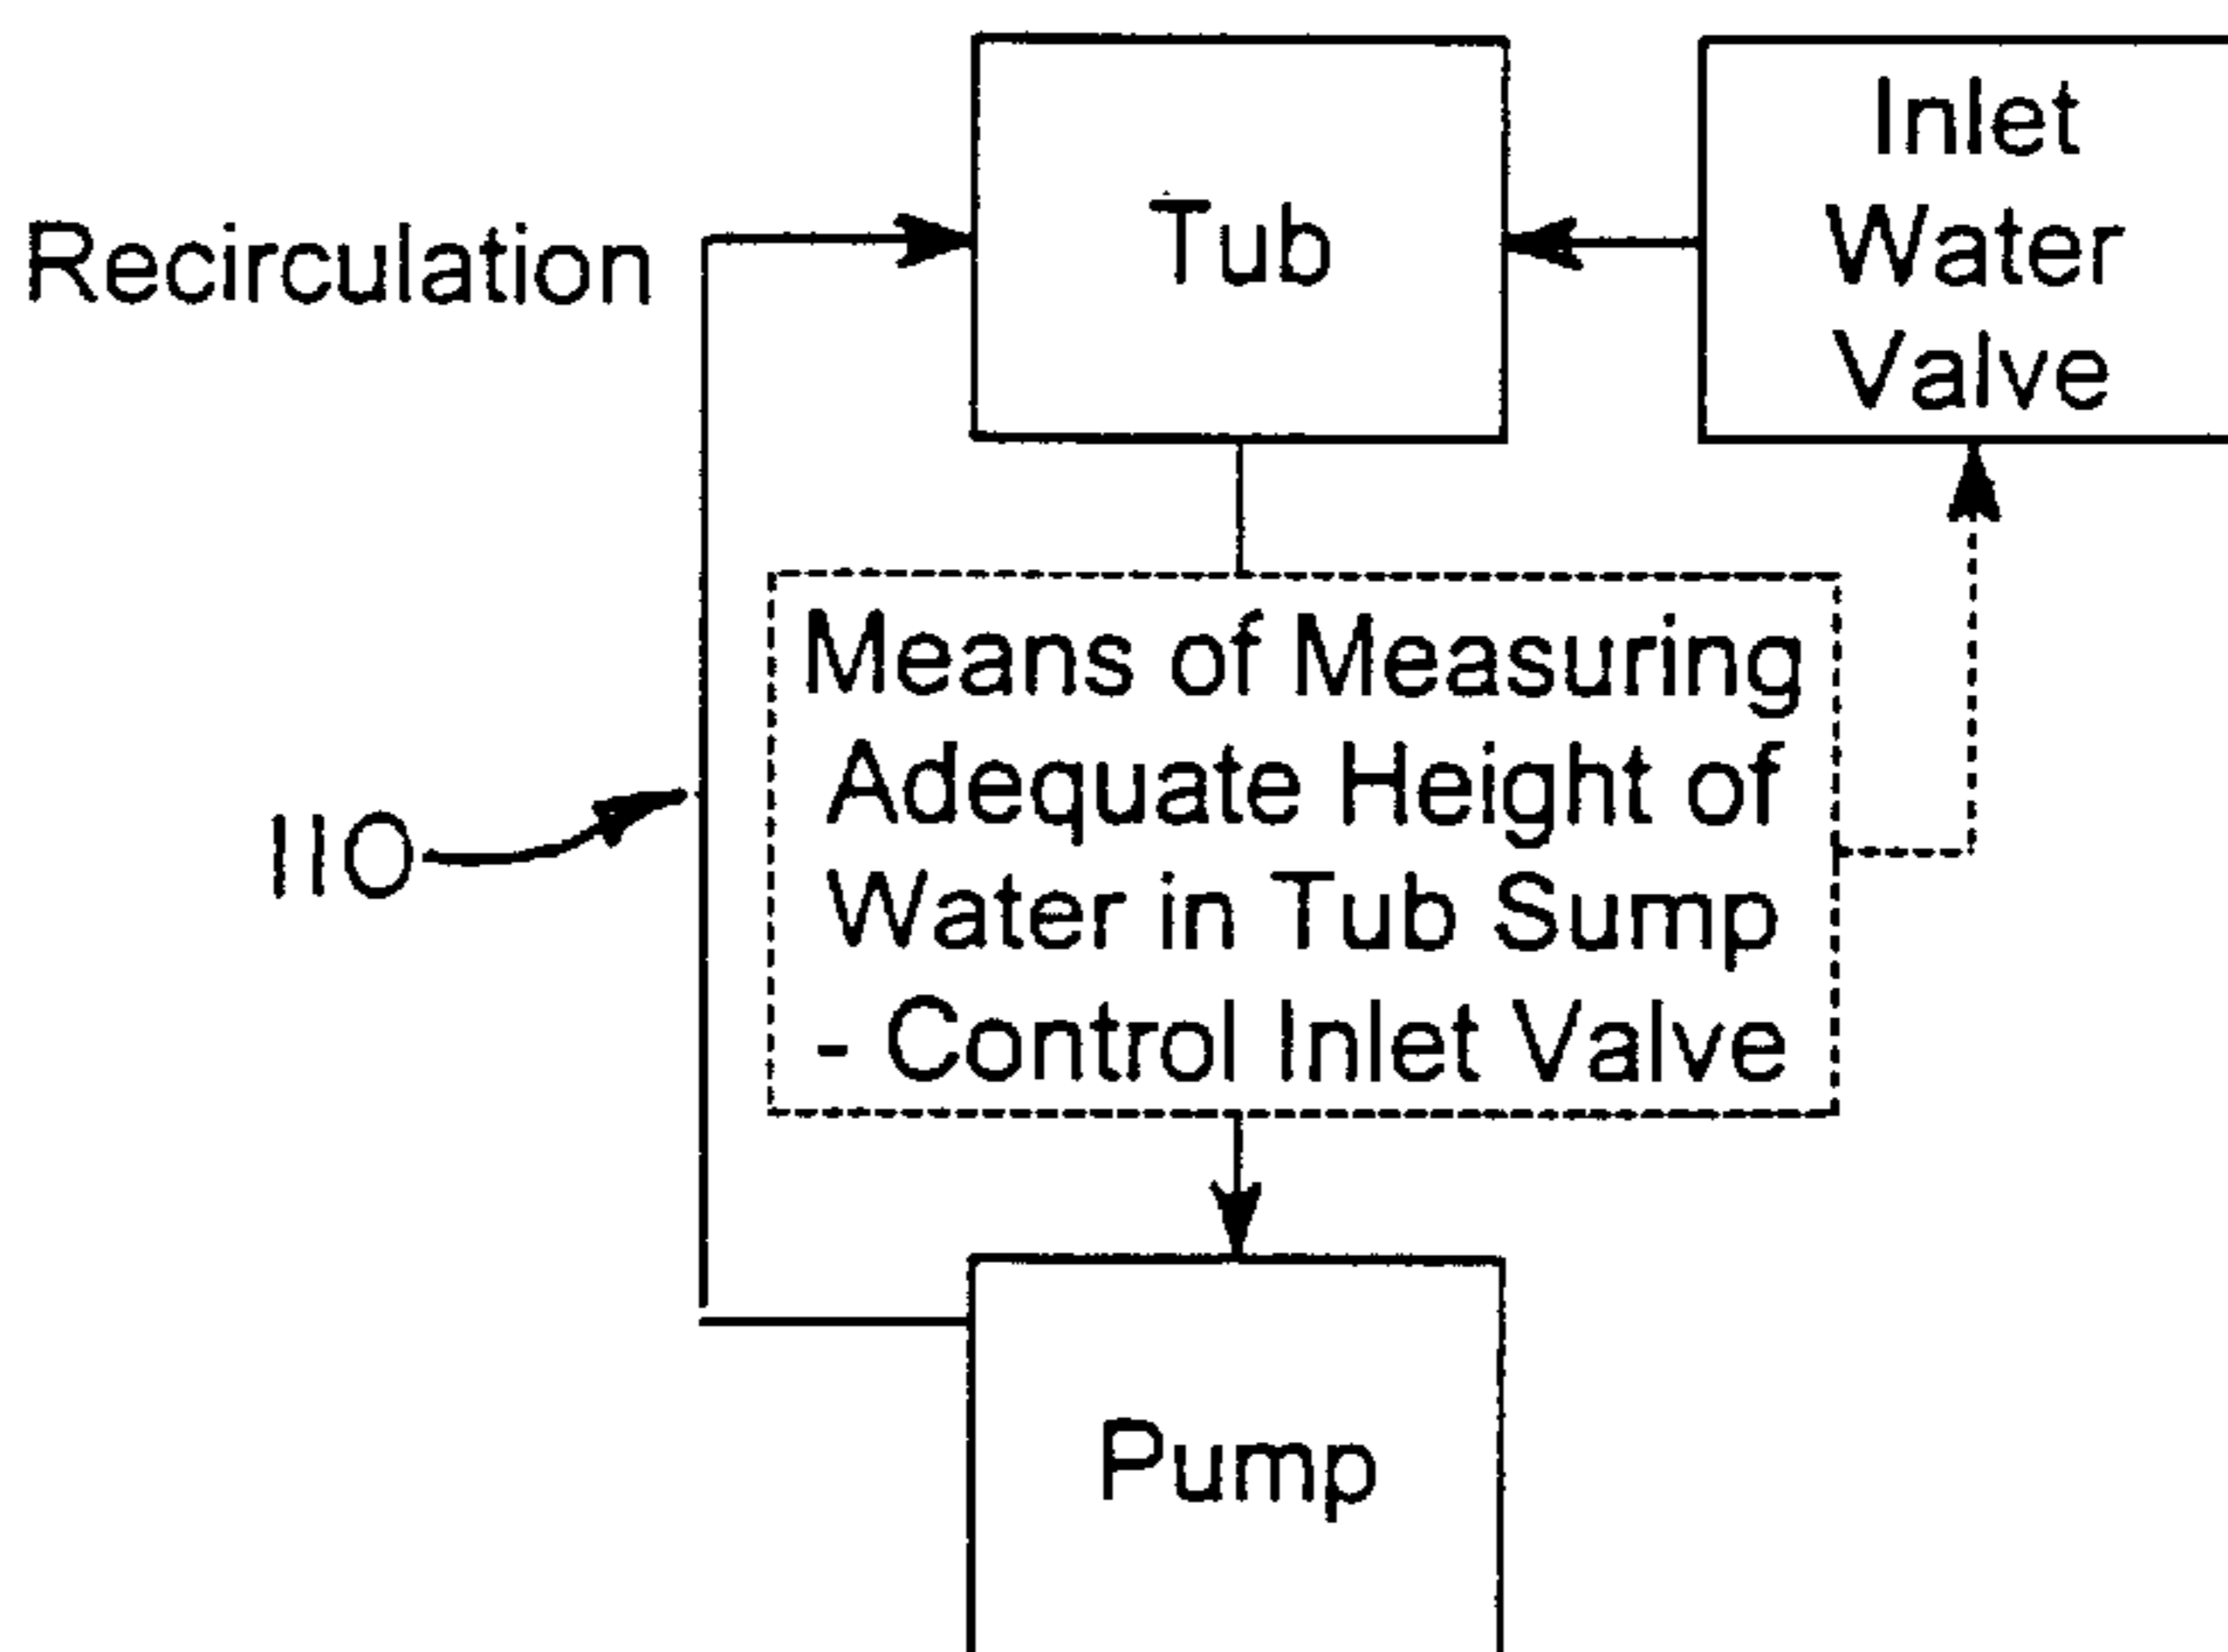 Recirculation
Tub
Inlet
Water
Valve
Means of Measuring
Adequate Height of
Water in Tub Sump
- Control Inlet Valve
110
Pump